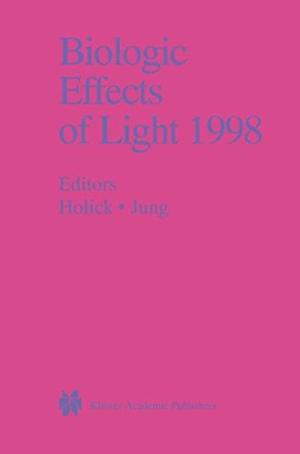 Biologic
Effects
of Light 1998
Editors
Holick • Jung
Kluwer Academic Publishers